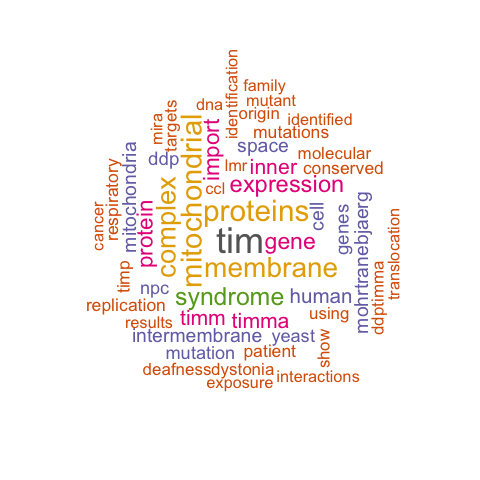 identification
family
dna
mutant
origin
identified
mira
targets
import
mutations
space
molecular
mitochondria
ddp
lmr
inner
conserved
respiratory
mitochondrial
ccl
expression
cancer
protein
complex
proteins
cell
genes
mohrtranebjaerg
translocation
tim
gene
timp
membrane
ddptimma
npc
syndrome
human
replication
timm
timma
using
results
intermembrane
yeast
show
mutation
patient
deafnessdystonia
interactions
exposure